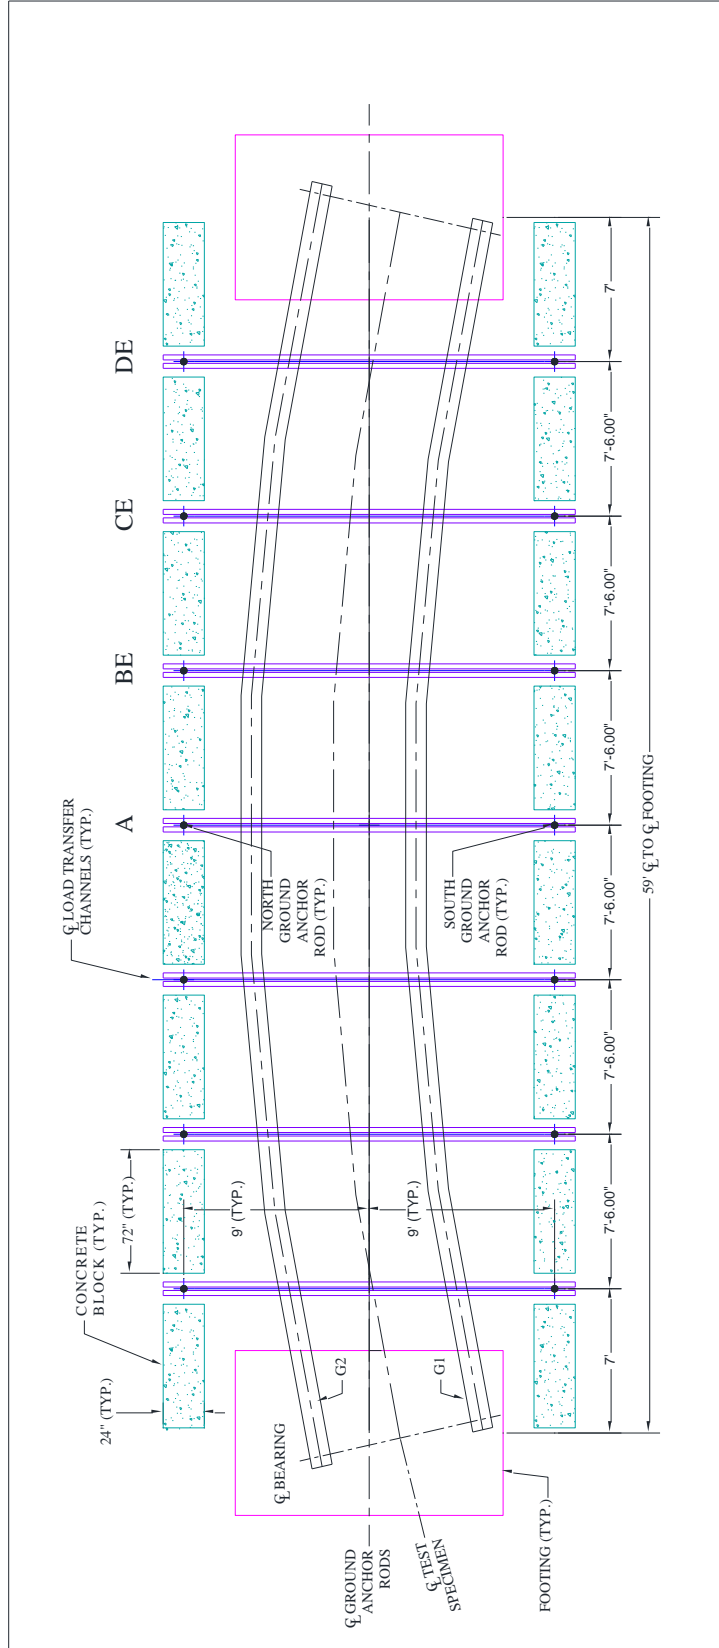 DE
CE
BE
A
℄ LOAD TRANSFER
CHANNELS (TYP.)
NORTH
GROUND
ANCHOR
ROD (TYP.)
SOUTH
GROUND
ANCHOR
ROD (TYP.)
CONCRETE
BLOCK (TYP.)
72" (TYP.)
24" (TYP.)
9' (TYP.)
9' (TYP.)
G2
G1
℄ BEARING
℄ GROUND
ANCHOR
RODS
℄ TEST
SPECIMEN
FOOTING (TYP.)
7'
7'-6.00"
7'-6.00"
7'-6.00"
7'-6.00"
7'-6.00"
7'-6.00"
7'
59' ℄ TO ℄ FOOTING